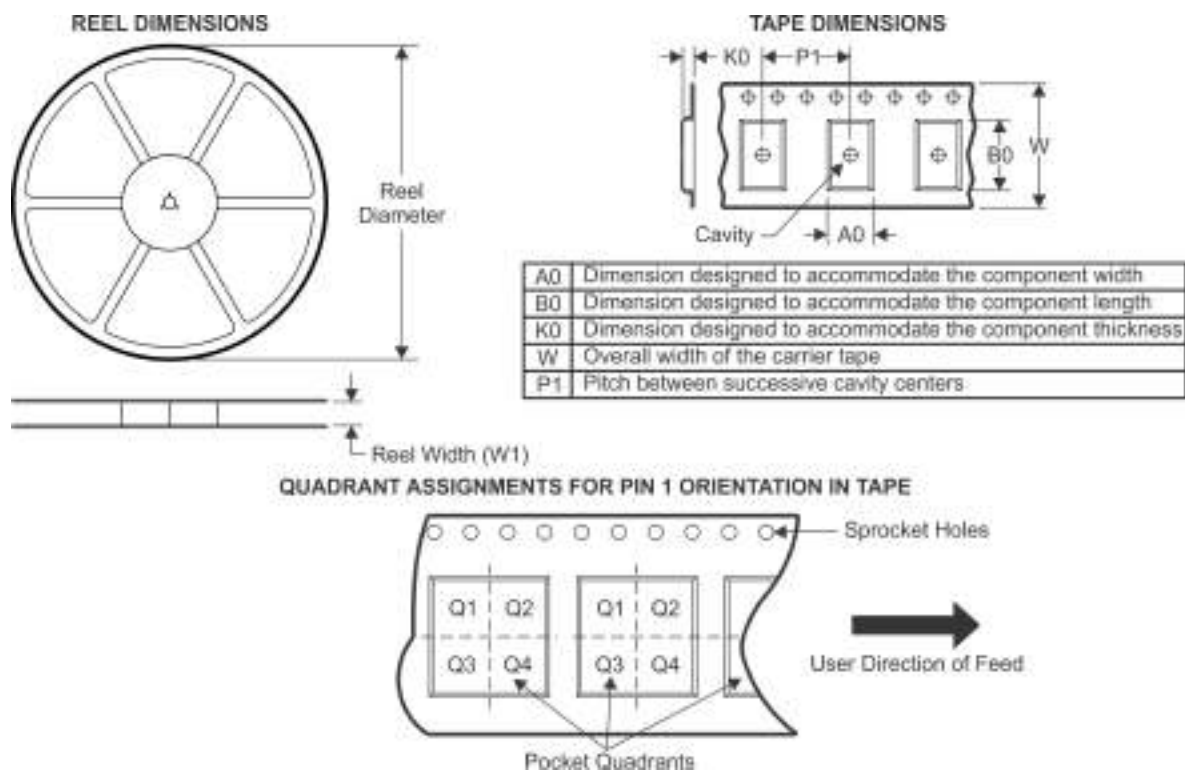 REEL DIMENSIONS
Reel
Diameter
Reel Width (W1)
TAPE DIMENSIONS
K0
P1
B0
W
Cavity
A0
A0 Dimension designed to accommodate the component width
B0 Dimension designed to accommodate the component length
K0 Dimension designed to accommodate the component thickness
W Overall width of the carrier tape
P1 Pitch between successive cavity centers
QUADRANT ASSIGNMENTS FOR PIN 1 ORIENTATION IN TAPE
Sprocket Holes
Q1 Q2 Q1 Q2
Q3 Q4 Q3 Q4
User Direction of Feed
Pocket Quadrants